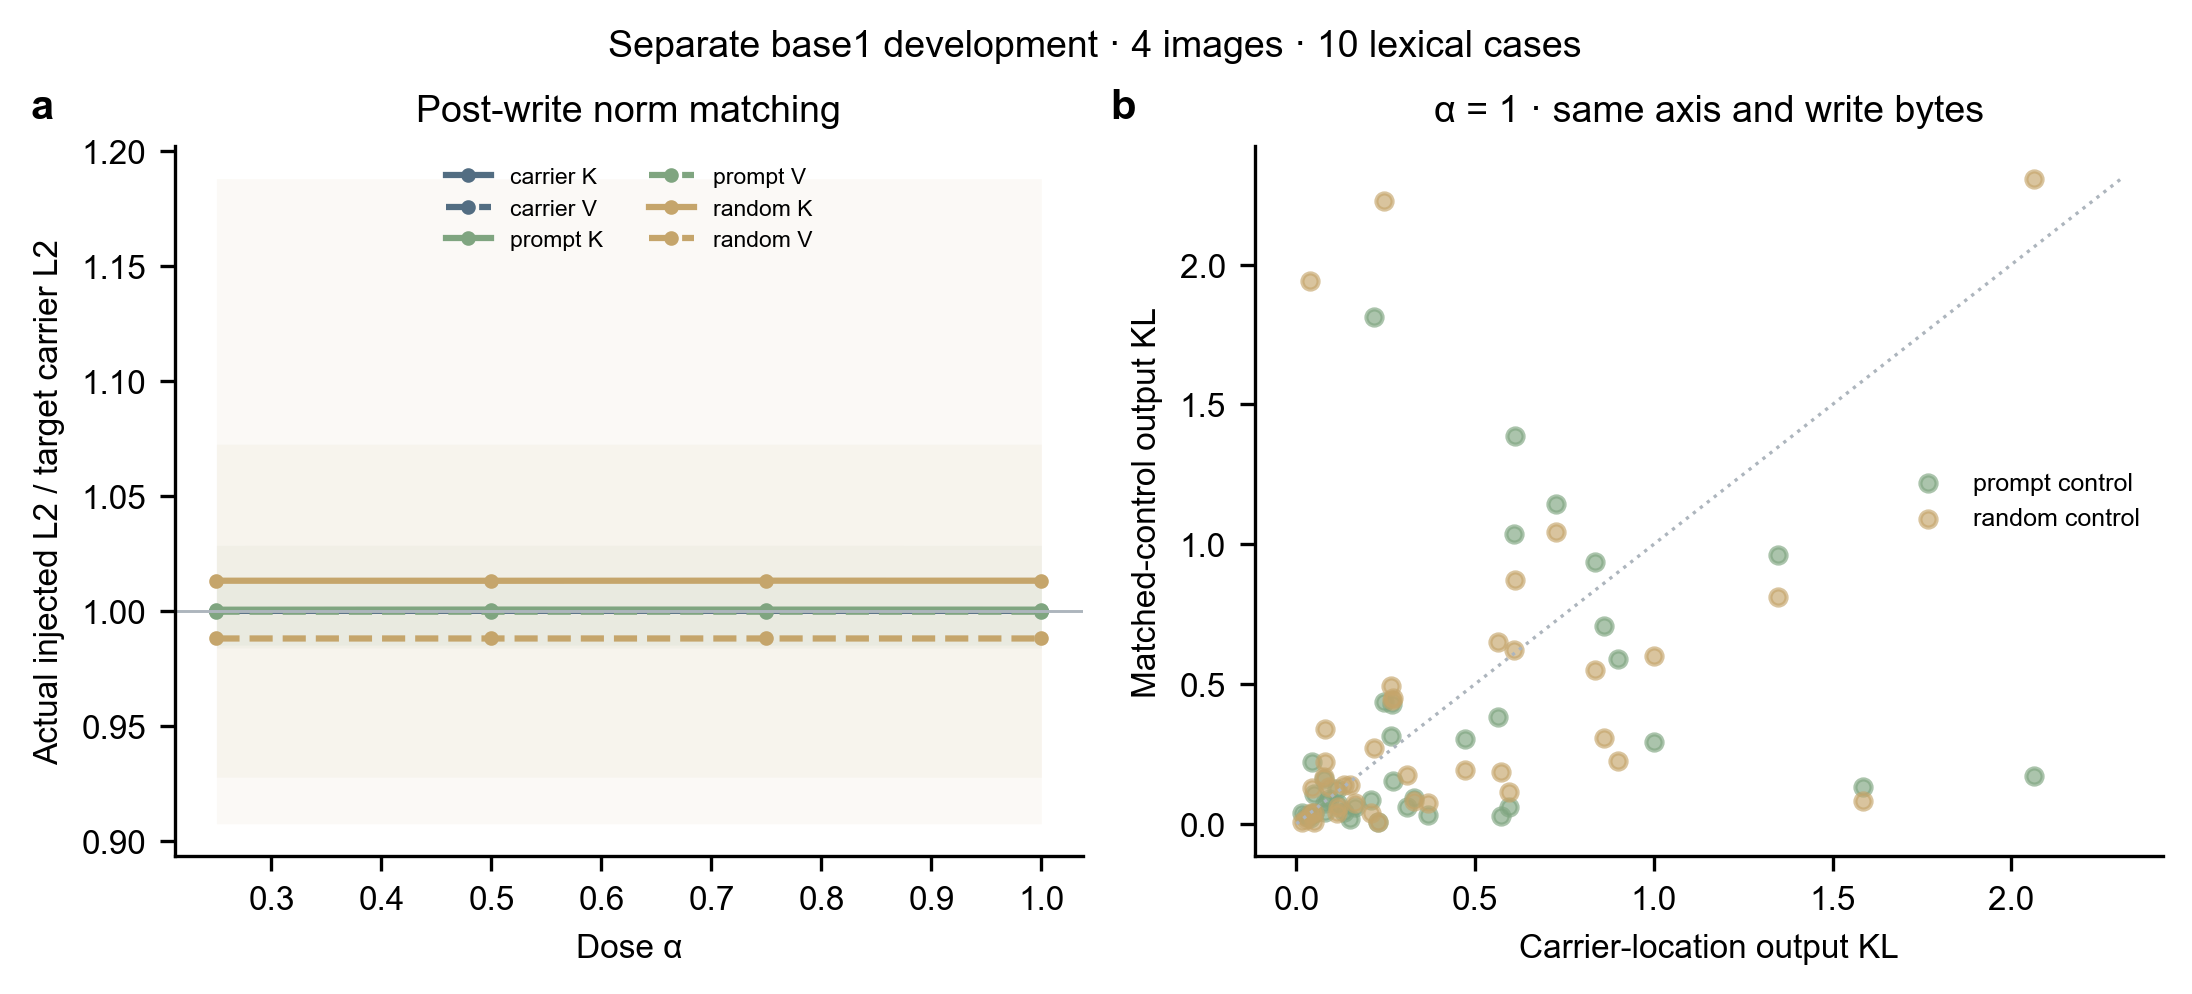 Separate base1 development · 4 images · 10 lexical cases
a
Post-write norm matching
Actual injected L2 / target carrier L2
1.20
1.15
1.10
1.05
1.00
0.95
0.90
carrier K
carrier V
prompt K
prompt V
random K
random V
0.3 0.4 0.5 0.6 0.7 0.8 0.9 1.0
Dose α
b
α = 1 · same axis and write bytes
Matched-control output KL
2.0
1.5
1.0
0.5
0.0
prompt control
random control
0.0 0.5 1.0 1.5 2.0
Carrier-location output KL